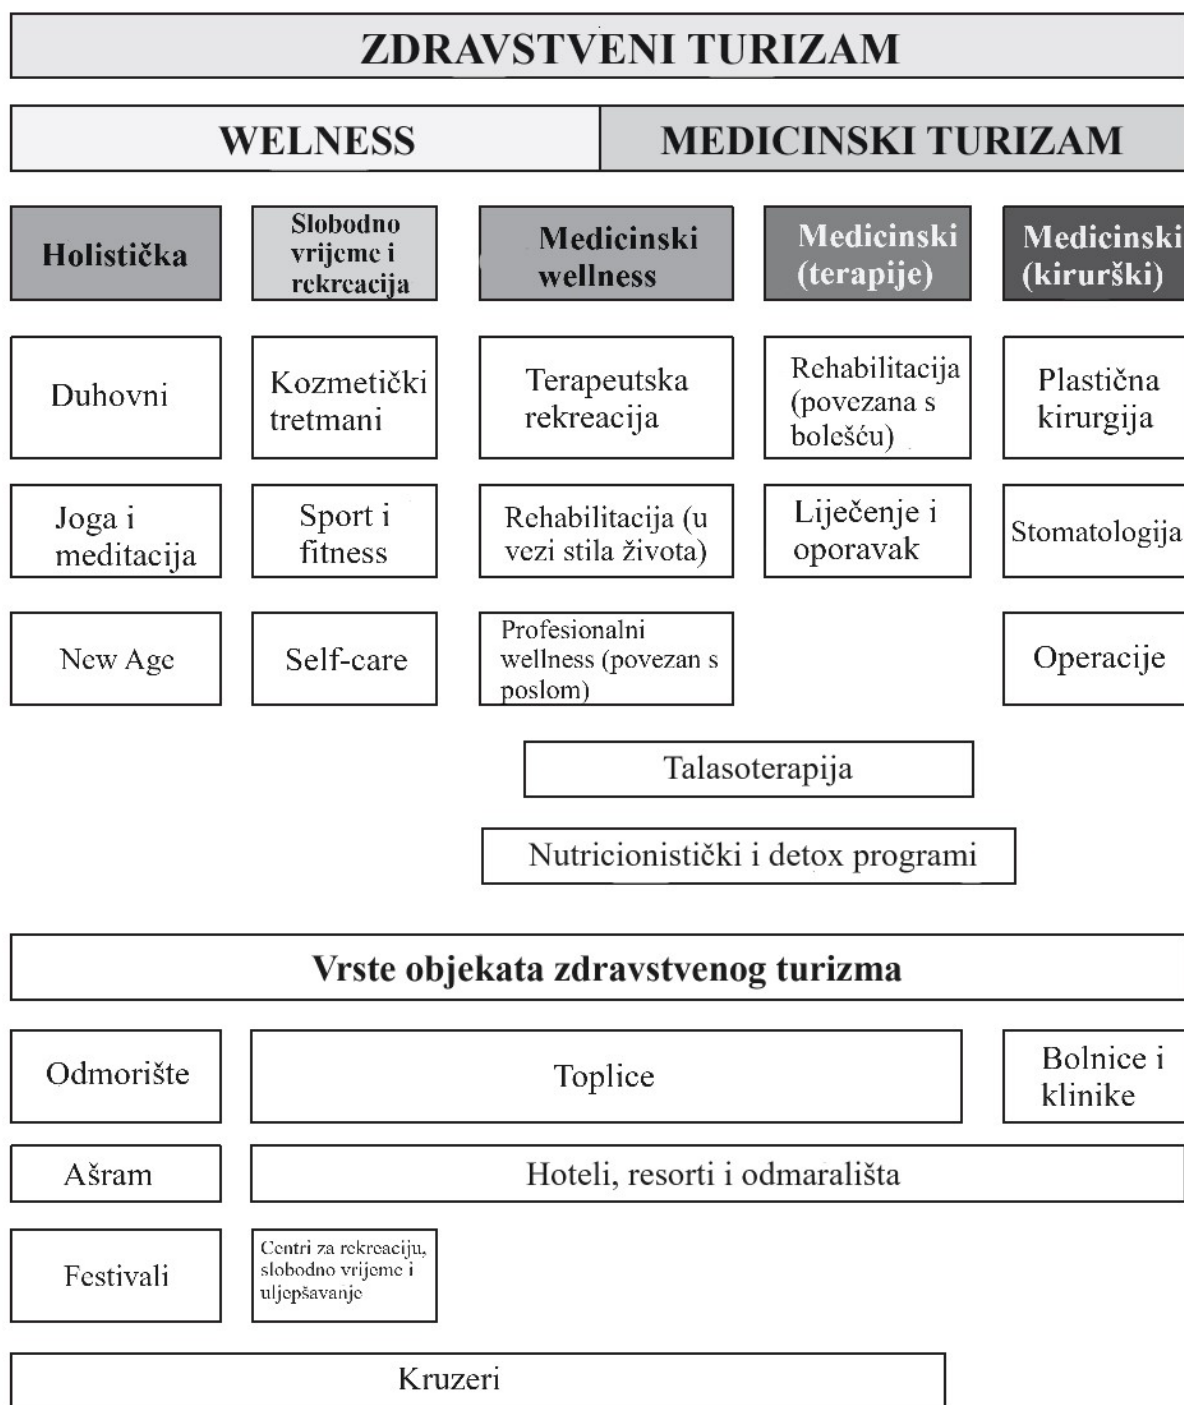 ZDRAVSTVENI TURIZAM
WELNESS
MEDICINSKI TURIZAM
Holistička
Slobodno
vrijeme i
rekreacija
Medicinski
wellness
Medicinski
(terapije)
Medicinski
(kirurški)
Duhovni
Kozmetički
tretmani
Terapeutska
rekreacija
Rehabilitacija
(povezana s
bolešću)
Plastična
kirurgija
Joga i
meditacija
Sport i
fitness
Rehabilitacija (u
vezi stila života)
Liječenje i
oporavak
Stomatologija
New Age
Self-care
Profesionalni
wellness (povezan s
poslom)
Operacije
Talasoterapija
Nutricionistički i detox programi
Vrste objekata zdravstvenog turizma
Odmorište
Toplice
Bolnice i
klinike
Ašram
Hoteli, resorti i odmarališta
Festivali
Centri za rekreaciju,
slobodno vrijeme i
uljepšavanje
Kruzeri